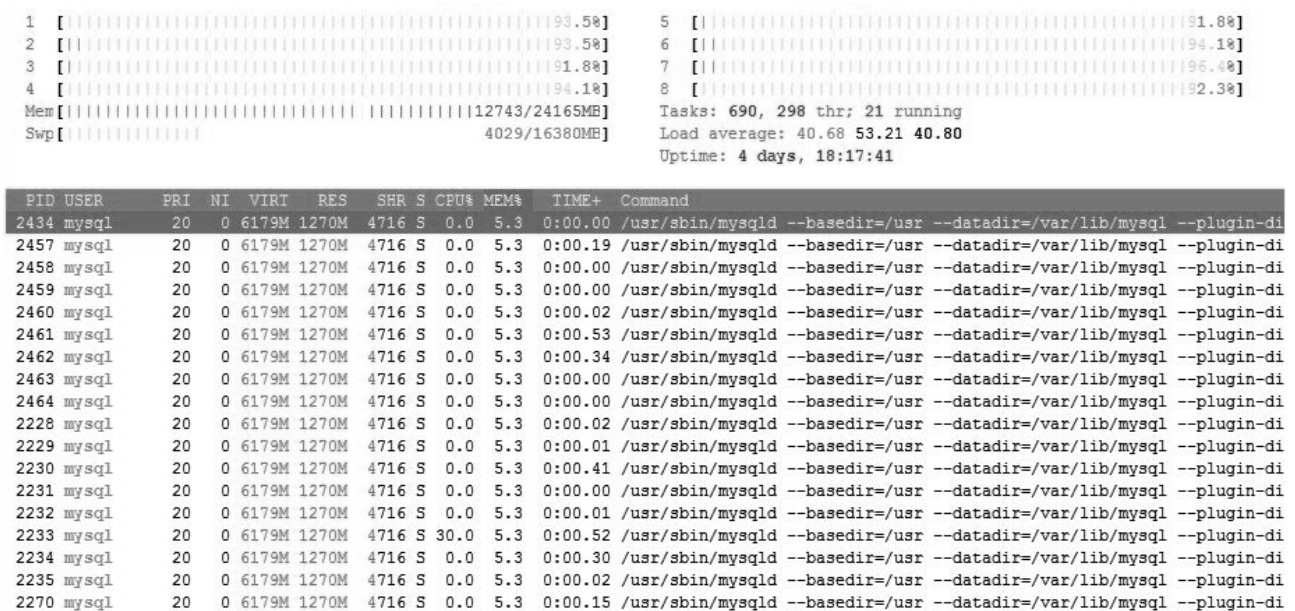 1 [||||||||||||||||||||||||||||||||||||||||||||||93.5%] 5 [||||||||||||||||||||||||||||||||||||||||||||||91.8%]
2 [||||||||||||||||||||||||||||||||||||||||||||||93.5%] 6 [||||||||||||||||||||||||||||||||||||||||||||||94.1%]
3 [||||||||||||||||||||||||||||||||||||||||||||||91.8%] 7 [||||||||||||||||||||||||||||||||||||||||||||||96.4%]
4 [||||||||||||||||||||||||||||||||||||||||||||||94.1%] 8 [||||||||||||||||||||||||||||||||||||||||||||||92.3%]
Mem[||||||||||||||||||||||||||||||| |||||||||||12743/24165MB] Tasks: 690, 298 thr; 21 running
Swp[|||||||||||||| 4029/16380MB] Load average: 40.68 53.21 40.80
Uptime: 4 days, 18:17:41
PID USER PRI NI VIRT RES SHR S CPU% MEM% TIME+ Command
2434 mysql 20 0 6179M 1270M 4716 S 0.0 5.3 0:00.00 /usr/sbin/mysqld --basedir=/usr --datadir=/var/lib/mysql --plugin-di
2457 mysql 20 0 6179M 1270M 4716 S 0.0 5.3 0:00.19 /usr/sbin/mysqld --basedir=/usr --datadir=/var/lib/mysql --plugin-di
2458 mysql 20 0 6179M 1270M 4716 S 0.0 5.3 0:00.00 /usr/sbin/mysqld --basedir=/usr --datadir=/var/lib/mysql --plugin-di
2459 mysql 20 0 6179M 1270M 4716 S 0.0 5.3 0:00.00 /usr/sbin/mysqld --basedir=/usr --datadir=/var/lib/mysql --plugin-di
2460 mysql 20 0 6179M 1270M 4716 S 0.0 5.3 0:00.02 /usr/sbin/mysqld --basedir=/usr --datadir=/var/lib/mysql --plugin-di
2461 mysql 20 0 6179M 1270M 4716 S 0.0 5.3 0:00.53 /usr/sbin/mysqld --basedir=/usr --datadir=/var/lib/mysql --plugin-di
2462 mysql 20 0 6179M 1270M 4716 S 0.0 5.3 0:00.34 /usr/sbin/mysqld --basedir=/usr --datadir=/var/lib/mysql --plugin-di
2463 mysql 20 0 6179M 1270M 4716 S 0.0 5.3 0:00.00 /usr/sbin/mysqld --basedir=/usr --datadir=/var/lib/mysql --plugin-di
2464 mysql 20 0 6179M 1270M 4716 S 0.0 5.3 0:00.00 /usr/sbin/mysqld --basedir=/usr --datadir=/var/lib/mysql --plugin-di
2228 mysql 20 0 6179M 1270M 4716 S 0.0 5.3 0:00.02 /usr/sbin/mysqld --basedir=/usr --datadir=/var/lib/mysql --plugin-di
2229 mysql 20 0 6179M 1270M 4716 S 0.0 5.3 0:00.01 /usr/sbin/mysqld --basedir=/usr --datadir=/var/lib/mysql --plugin-di
2230 mysql 20 0 6179M 1270M 4716 S 0.0 5.3 0:00.41 /usr/sbin/mysqld --basedir=/usr --datadir=/var/lib/mysql --plugin-di
2231 mysql 20 0 6179M 1270M 4716 S 0.0 5.3 0:00.00 /usr/sbin/mysqld --basedir=/usr --datadir=/var/lib/mysql --plugin-di
2232 mysql 20 0 6179M 1270M 4716 S 0.0 5.3 0:00.01 /usr/sbin/mysqld --basedir=/usr --datadir=/var/lib/mysql --plugin-di
2233 mysql 20 0 6179M 1270M 4716 S 30.0 5.3 0:00.52 /usr/sbin/mysqld --basedir=/usr --datadir=/var/lib/mysql --plugin-di
2234 mysql 20 0 6179M 1270M 4716 S 0.0 5.3 0:00.30 /usr/sbin/mysqld --basedir=/usr --datadir=/var/lib/mysql --plugin-di
2235 mysql 20 0 6179M 1270M 4716 S 0.0 5.3 0:00.02 /usr/sbin/mysqld --basedir=/usr --datadir=/var/lib/mysql --plugin-di
2270 mysql 20 0 6179M 1270M 4716 S 0.0 5.3 0:00.15 /usr/sbin/mysqld --basedir=/usr --datadir=/var/lib/mysql --plugin-di